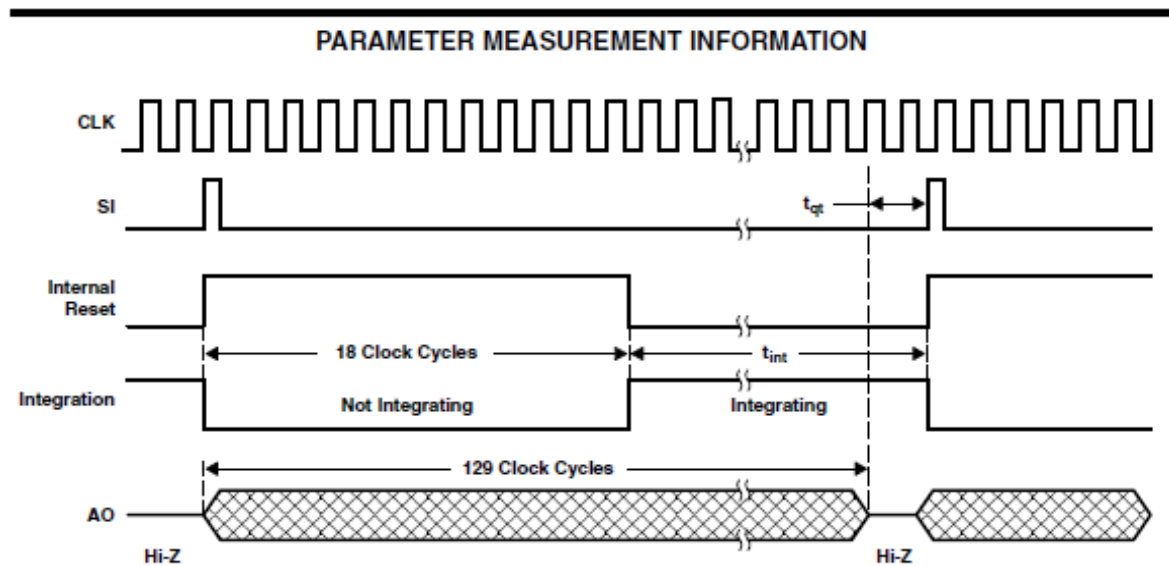 PARAMETER MEASUREMENT INFORMATION
CLK
SI
tqt
Internal
Reset
18 Clock Cycles
tint
Integration
Not Integrating
Integrating
129 Clock Cycles
AO
Hi-Z
Hi-Z